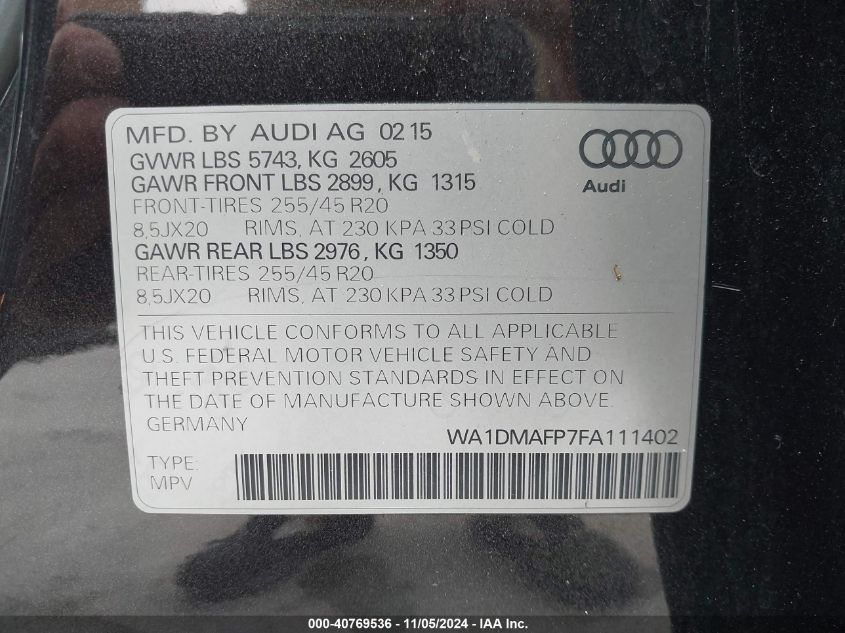 MFD. BY AUDI AG 02 15
GVWR LBS 5743, KG 2605
GAWR FRONT LBS 2899, KG 1315
FRONT-TIRES 255/45 R20
8,5JX20 RIMS, AT 230 KPA 33 PSI COLD
GAWR REAR LBS 2976, KG 1350
REAR-TIRES 255/45 R20
8,5JX20 RIMS, AT 230 KPA 33 PSI COLD
Audi
THIS VEHICLE CONFORMS TO ALL APPLICABLE
U.S. FEDERAL MOTOR VEHICLE SAFETY AND
THEFT PREVENTION STANDARDS IN EFFECT ON
THE DATE OF MANUFACTURE SHOWN ABOVE.
GERMANY
WA1DMAFP7FA111402
TYPE:
MPV
000-40769536 - 11/05/2024 - IAA Inc.